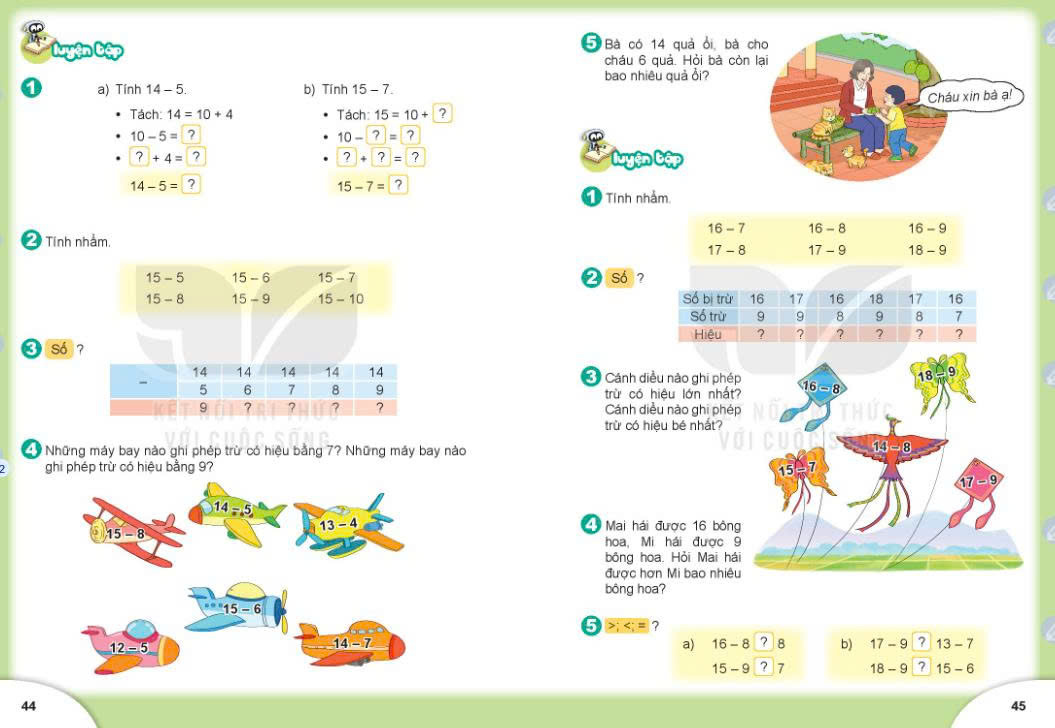 luyện tập
1 a) Tính 14 – 5.
• Tách: 14 = 10 + 4
• 10 – 5 = ?
• ? + 4 = ?
14 – 5 = ?
b) Tính 15 – 7.
• Tách: 15 = 10 + ?
• 10 – ? = ?
• ? + ? = ?
15 – 7 = ?
2 Tính nhẩm.
15 – 5 15 – 6 15 – 7
15 – 8 15 – 9 15 – 10
3 Số ?
– 14 14 14 14 14
5 6 7 8 9
9 ? ? ? ?
KẾT NỐI TRI THỨC
VỚI CUỘC SỐNG
4 Những máy bay nào ghi phép trừ có hiệu bằng 7? Những máy bay nào
ghi phép trừ có hiệu bằng 9?
15 – 8
14 – 5
13 – 4
15 – 6
12 – 5
14 – 7
44
5 Bà có 14 quả ổi, bà cho
cháu 6 quả. Hỏi bà còn lại
bao nhiêu quả ổi?
Cháu xin bà ạ!
luyện tập
1 Tính nhẩm.
16 – 7 16 – 8 16 – 9
17 – 8 17 – 9 18 – 9
2 Số ?
Số bị trừ 16 17 16 18 17 16
Số trừ 9 9 8 9 8 7
Hiệu ? ? ? ? ? ?
3 Cánh diều nào ghi phép
trừ có hiệu lớn nhất?
Cánh diều nào ghi phép
trừ có hiệu bé nhất?
16 – 8
18 – 9
14 – 8
15 – 7
17 – 9
KẾT NỐI TRI THỨC
VỚI CUỘC SỐNG
4 Mai hái được 16 bông
hoa, Mi hái được 9
bông hoa. Hỏi Mai hái
được hơn Mi bao nhiêu
bông hoa?
5 >; <; = ?
a) 16 – 8 ? 8
15 – 9 ? 7
b) 17 – 9 ? 13 – 7
18 – 9 ? 15 – 6
45